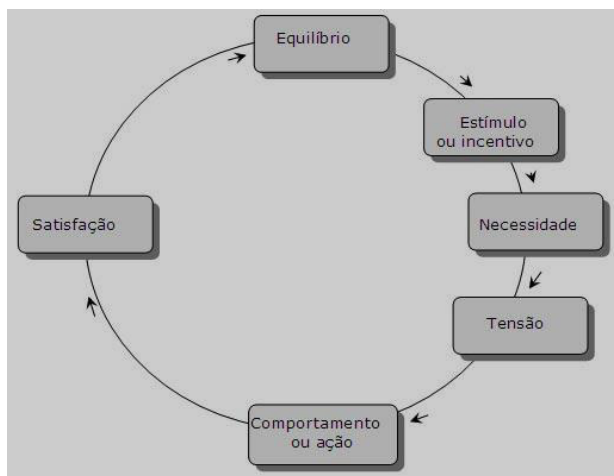 Equilíbrio
Estímulo
ou incentivo
Necessidade
Tensão
Comportamento
ou ação
Satisfação